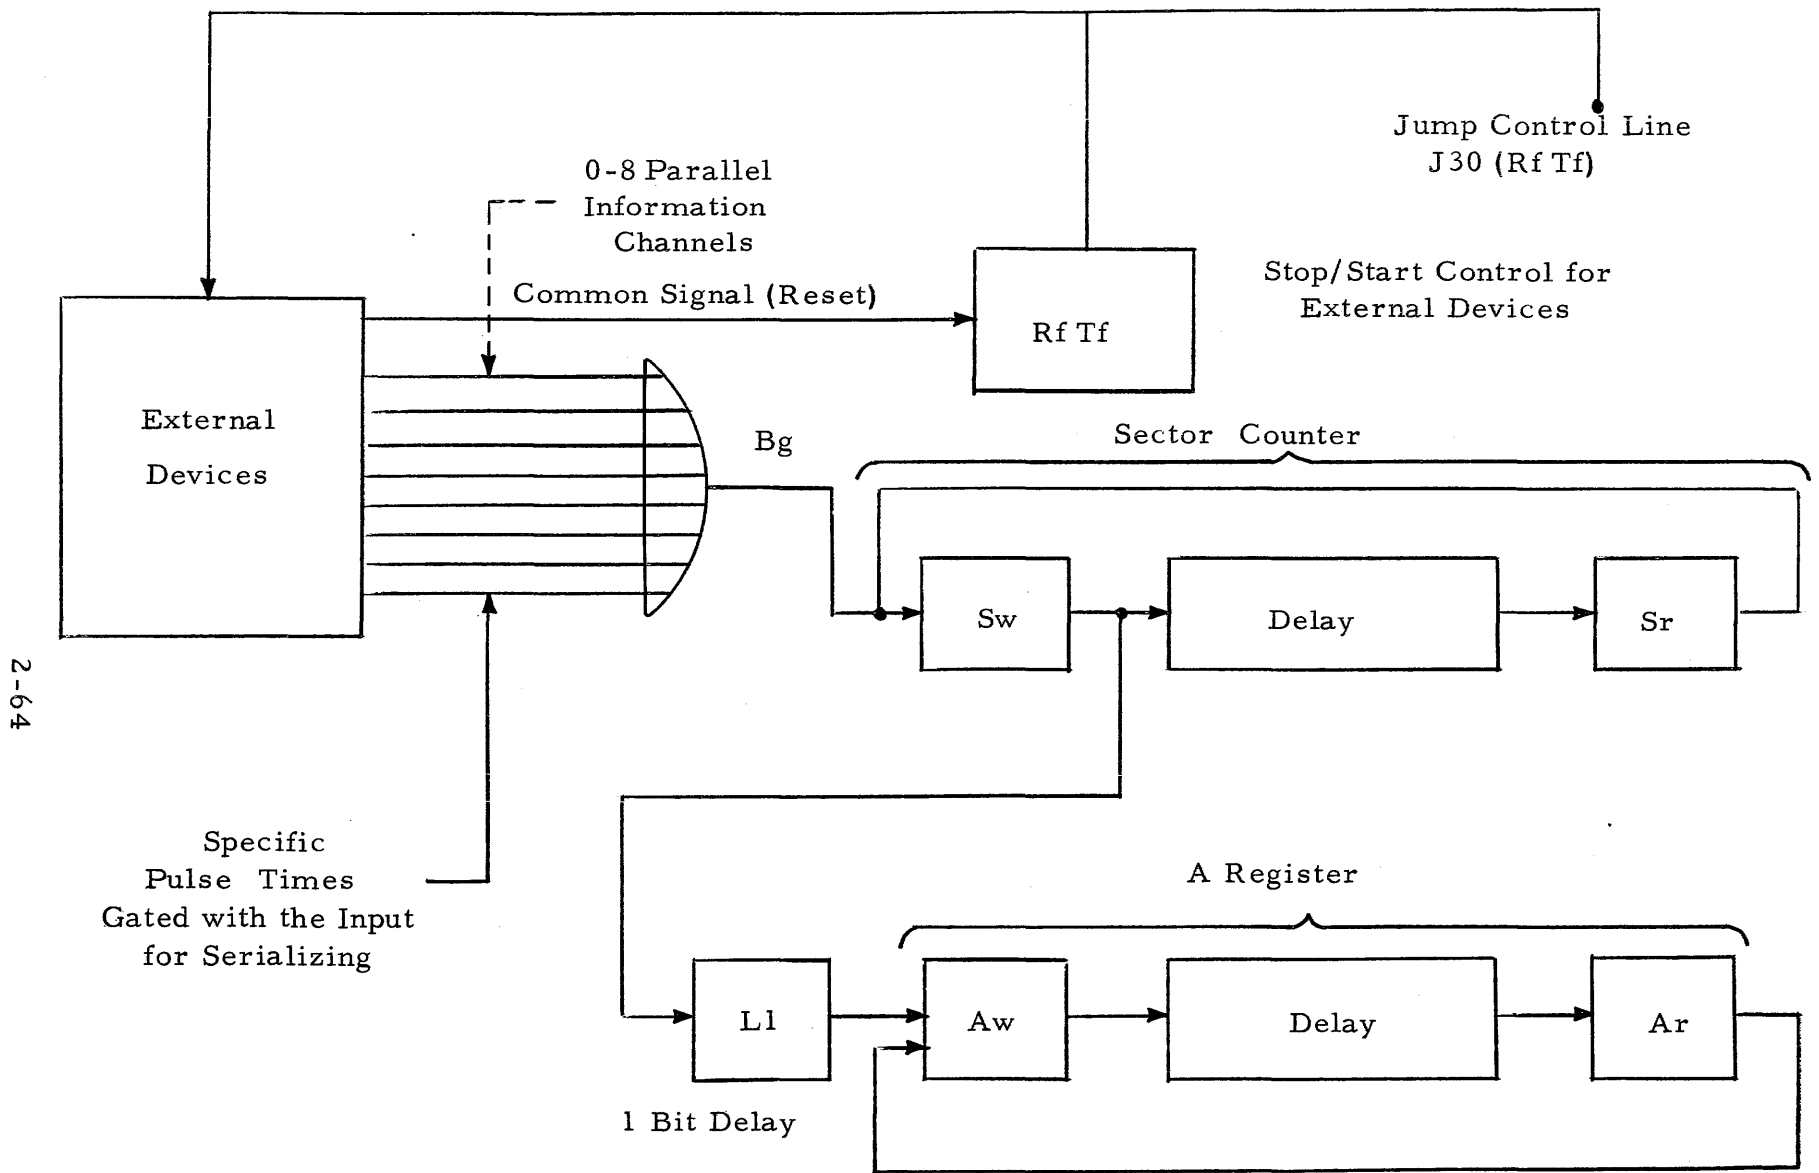 Jump Control Line
J30 (Rf Tf)
0-8 Parallel
Information
Channels
Common Signal (Reset)
Rf Tf
Stop/Start Control for
External Devices
External
Devices
Bg
Sector Counter
Sw
Delay
Sr
2-64
Specific
Pulse Times
Gated with the Input
for Serializing
A Register
L1
Aw
Delay
Ar
1 Bit Delay